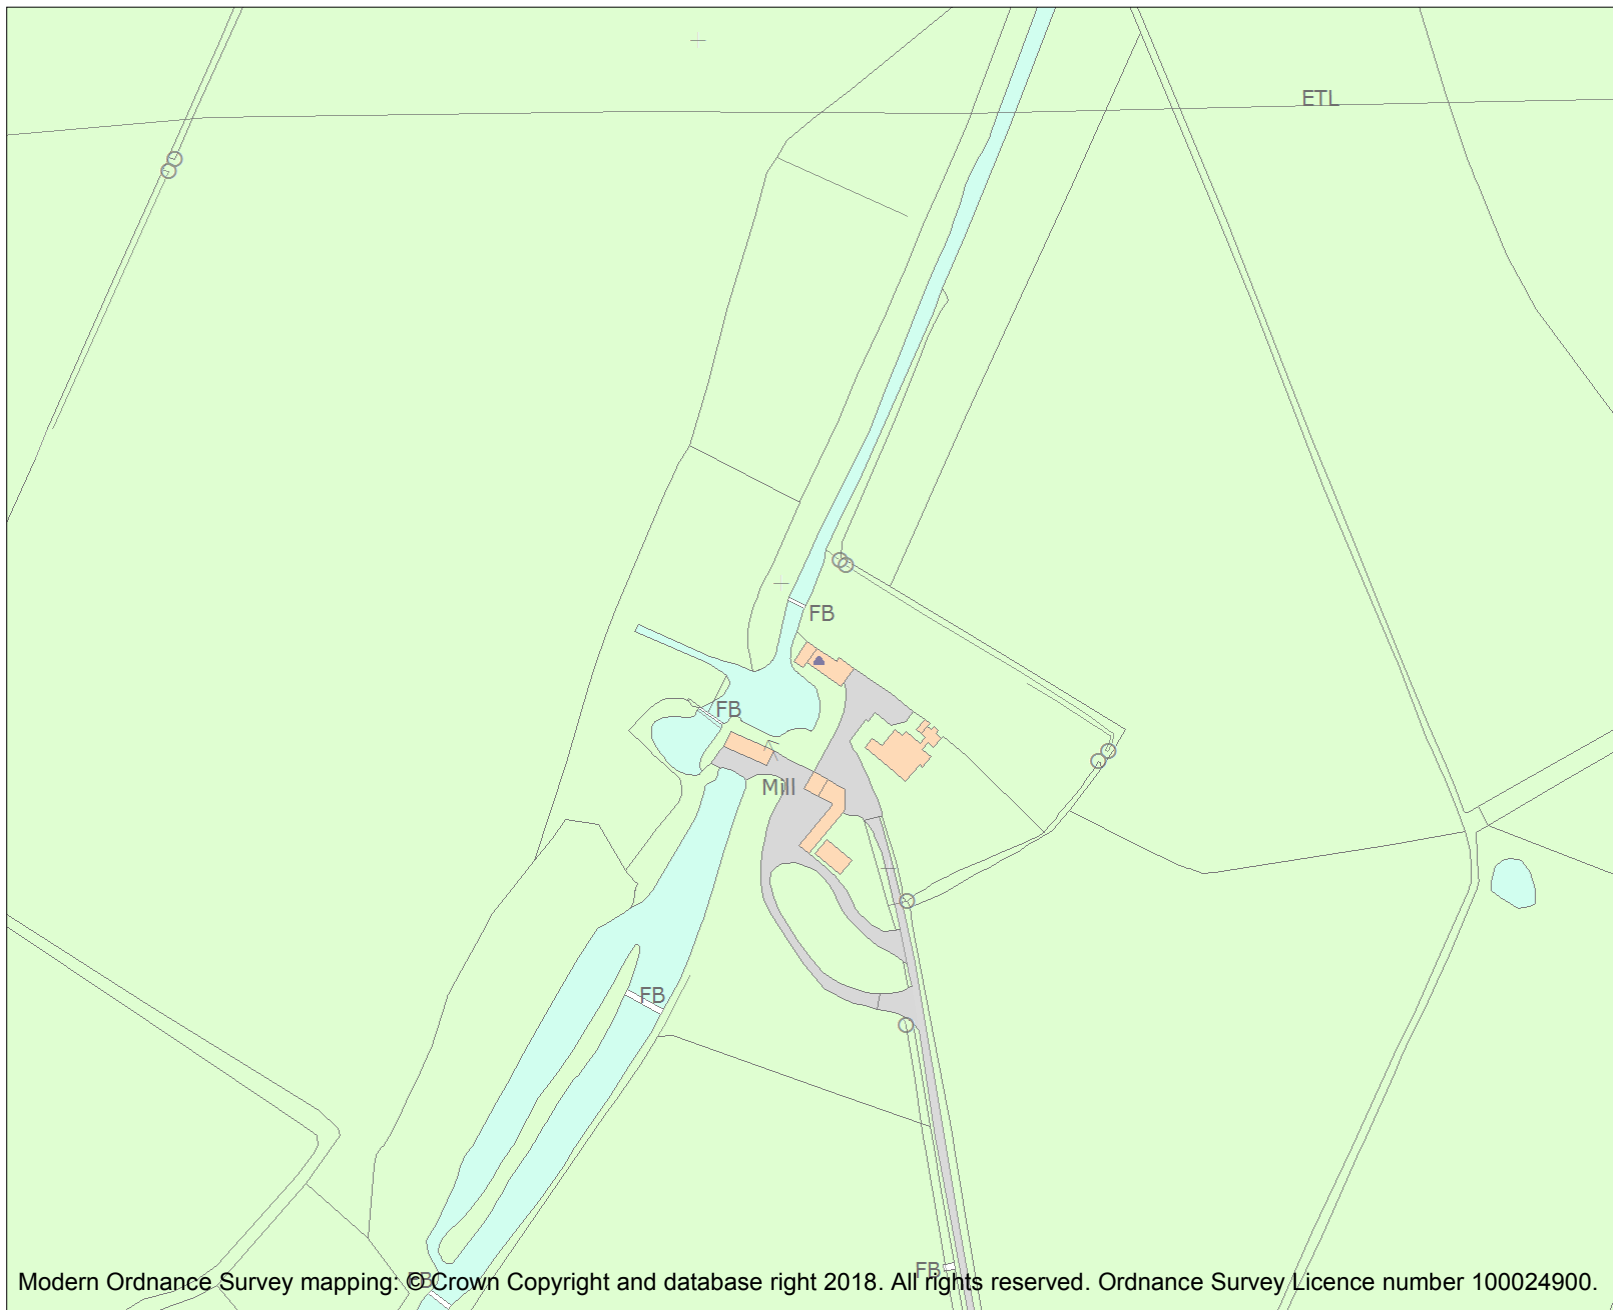 ETL
FB
FB
Mill
FB
FB
FB
Modern Ordnance Survey mapping: © Crown Copyright and database right 2018. All rights reserved. Ordnance Survey Licence number 100024900.